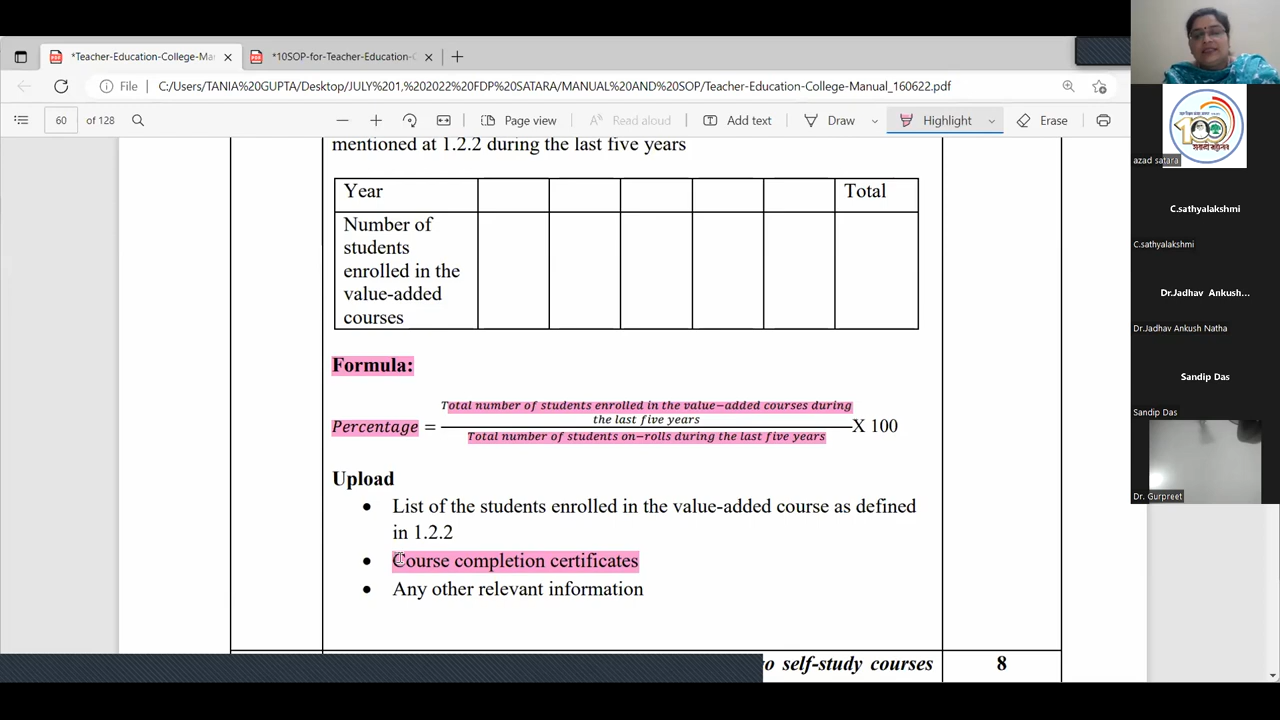 *Teacher-Education-College-Ma
*10SOP-for-Teacher-Education-
File
C:/Users/TANIA%20GUPTA/Desktop/JULY%201,%202022%20FDP%20SATARA/MANUAL%20AND%20SOP/Teacher-Education-College-Manual_160622.pdf
60 of 128
Page view
Read aloud
Add text
Draw
Highlight
Erase
mentioned at 1.2.2 during the last five years
Year Total
Number of
students
enrolled in the
value-added
courses
Formula:
Percentage = Total number of students enrolled in the value−added courses during
the last five years
Total number of students on−rolls during the last five years
X 100
Upload
• List of the students enrolled in the value-added course as defined
in 1.2.2
• Course completion certificates
• Any other relevant information
to self-study courses 8
100
azad satara
C.sathyalakshmi
C.sathyalakshmi
Dr.Jadhav Ankush...
Dr.Jadhav Ankush Natha
Sandip Das
Sandip Das
Dr. Gurpreet